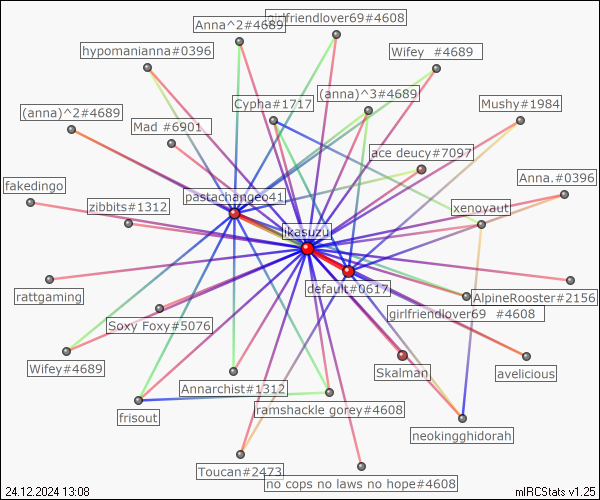 girlfriendlover69#4608
Anna^2#4689
hypomanianna#0396
Wifey  #4689
(anna)^3#4689
Cypha#1717
Mushy#1984
(anna)^2#4689
Mad #6901
ace deucy#7097
fakedingo
pastachangeo41
Anna.#0396
zibbits#1312
xenoyaut
ikasuzu
default#0617
rattgaming
AlpineRooster#2156
girlfriendlover69  #4608
Soxy Foxy#5076
Wifey#4689
Skalman
avelicious
Annarchist#1312
ramshackle gorey#4608
frisout
neokingghidorah
Toucan#2473
no cops no laws no hope#4608
24.12.2024 13:08
mIRCStats v1.25